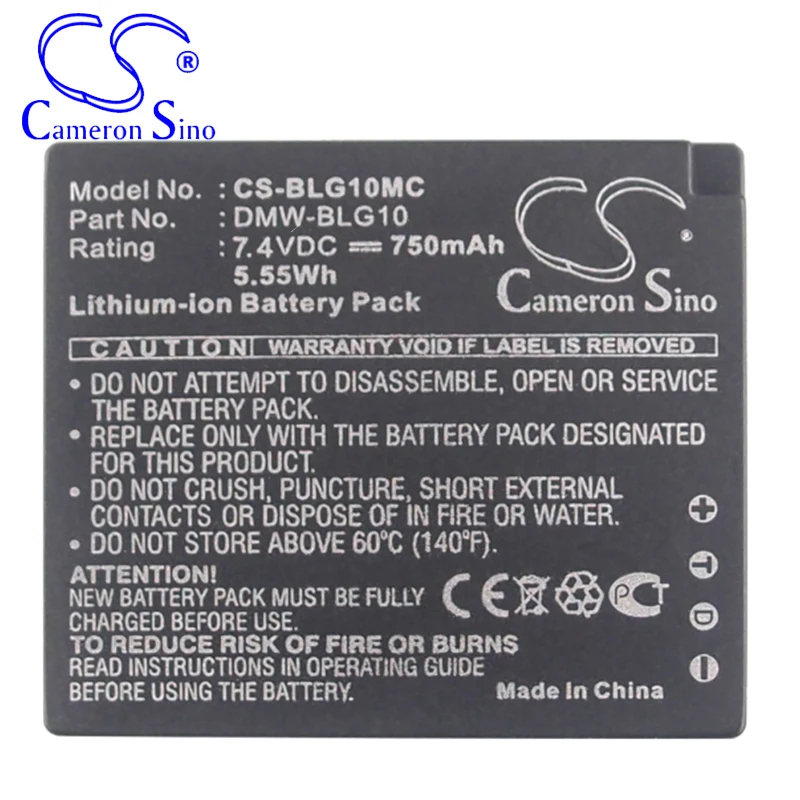 CS®
Cameron Sino
Model No. : CS-BLG10MC
Part No. : DMW-BLG10
Rating : 7.4VDC ⎓ 750mAh
5.55Wh
Lithium-ion Battery Pack
CS®
Cameron Sino
CAUTION WARRANTY VOID IF LABEL IS REMOVED
• DO NOT ATTEMPT TO DISASSEMBLE, OPEN OR SERVICE
THE BATTERY PACK.
• REPLACE ONLY WITH THE BATTERY PACK DESIGNATED
FOR THIS PRODUCT.
• DO NOT CRUSH, PUNCTURE, SHORT EXTERNAL
CONTACTS, OR DISPOSE OF IN FIRE OR WATER.
• DO NOT STORE ABOVE 60°C (140°F).
ATTENTION!
NEW BATTERY PACK MUST BE FULLY
CHARGED BEFORE USE.
TO REDUCE RISK OF FIRE OR BURNS
READ INSTRUCTIONS IN OPERATING GUIDE
BEFORE USING THE BATTERY.
CE PCT
Made In China
+
T
D
-